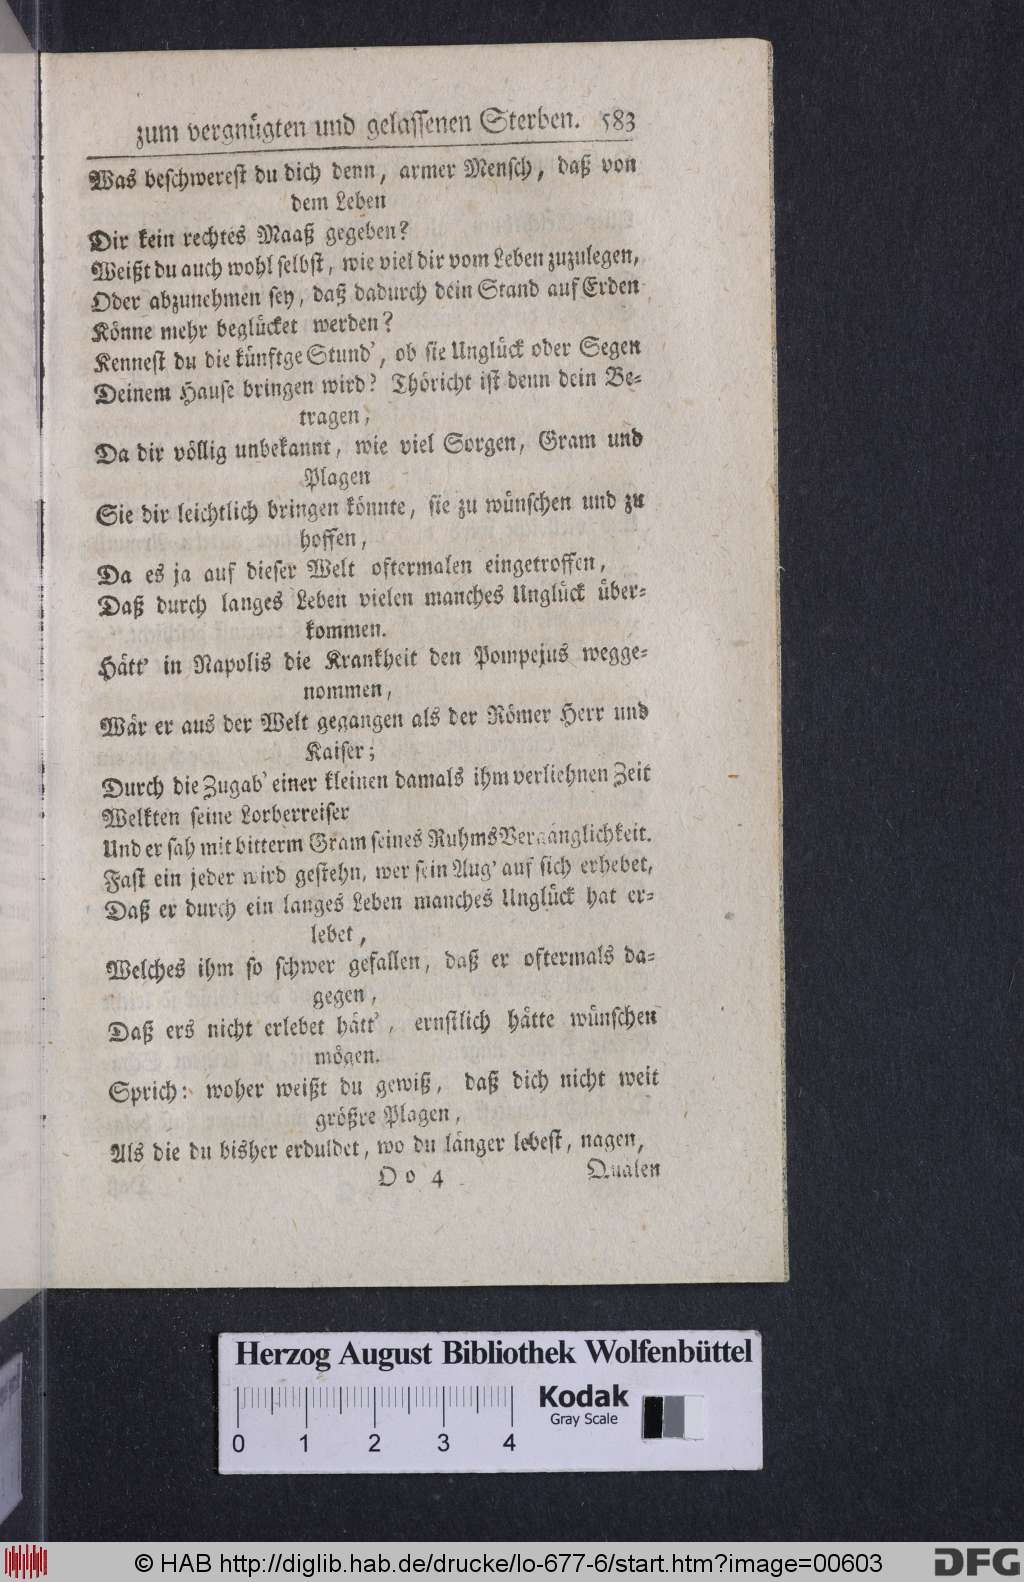 zum vergnügten und gelassenen Sterben. 583
Was beschwerest du dich denn, armer Mensch, daß von
dem Leben
Dir kein rechtes Maaß gegeben?
Weißt du auch wohl selbst, wie viel dir vom Leben zuzulegen,
Oder abzunehmen sey, daß dadurch dein Stand auf Erden
Könne mehr beglücket werden?
Kennest du die künftge Stund', ob sie Unglück oder Segen
Deinem Hause bringen wird? Thöricht ist denn dein Be-
tragen,
Da dir völlig unbekannt, wie viel Sorgen, Gram und
Plagen
Sie dir leichtlich bringen könnte, sie zu wünschen und zu
hoffen,
Da es ja auf dieser Welt oftermalen eingetroffen,
Daß durch langes Leben vielen manches Unglück über-
kommen.
Hätt' in Napolis die Krankheit den Pompejus wegge-
nommen,
Wär er aus der Welt gegangen als der Römer Herr und
Kaiser;
Durch die Zugab' einer kleinen damals ihm verliehnen Zeit
Welkten seine Lorberreiser
Und er sah mit bitterm Gram seines Ruhms Vergänglichkeit.
Fast ein jeder wird gestehn, wer sein Aug' auf sich erhebet,
Daß er durch ein langes Leben manches Unglück hat er-
lebet,
Welches ihm so schwer gefallen, daß er oftermals da-
gegen,
Daß ers nicht erlebet hätt', ernstlich hätte wünschen
mögen.
Sprich: woher weißt du gewiß, daß dich nicht weit
größre Plagen,
Als die du bisher erduldet, wo du länger lebest, nagen,
Oo 4 Qualen
Herzog August Bibliothek Wolfenbüttel
Kodak
Gray Scale
0 1 2 3 4
© HAB http://diglib.hab.de/drucke/lo-677-6/start.htm?image=00603
DFG